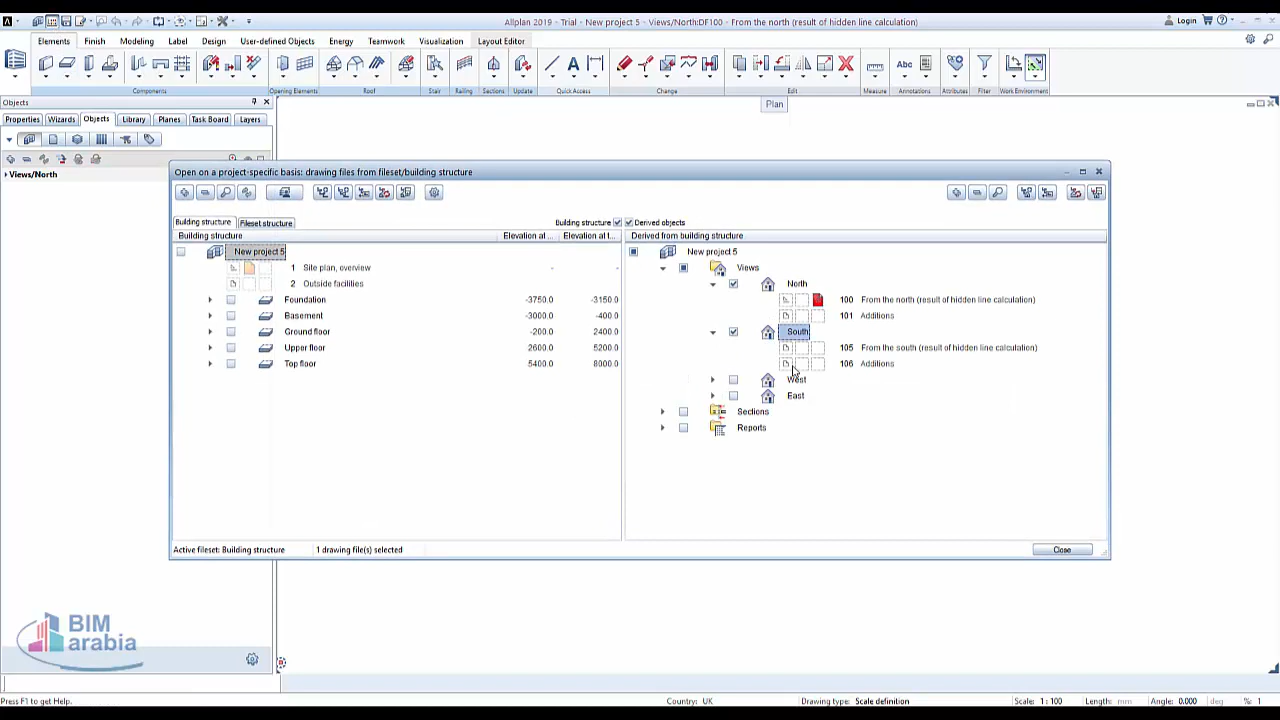 Allplan 2019 - Trial - New project 5 - Views/North:DF100 - From the north (result of hidden line calculation)
Login
Elements Finish Modeling Label Design User-defined Objects Energy Teamwork Visualization Layout Editor
Abc
Components Opening Elements Roof Stair Railing Sections Update Quick Access Change Edit Measure Annotations Attributes Filter Work Environment
Objects
Plan
Properties Wizards Objects Library Planes Task Board Layers
Views/North
Open on a project-specific basis: drawing files from fileset/building structure
Building structure Fileset structure Building structure Derived objects
Building structure Elevation at ... Elevation at t... Derived from building structure
New project 5 New project 5
1 Site plan, overview - - Views
2 Outside facilities North
Foundation -3750.0 -3150.0 100 From the north (result of hidden line calculation)
Basement -3000.0 -400.0 101 Additions
Ground floor -200.0 2400.0 South
Upper floor 2600.0 5200.0 105 From the south (result of hidden line calculation)
Top floor 5400.0 8000.0 106 Additions
West
East
Sections
Reports
Active fileset: Building structure 1 drawing file(s) selected Close
BIM
arabia
Press F1 to get Help. Country: UK Drawing type: Scale definition Scale: 1 : 100 Length: mm Angle: 0.000 deg %: 1